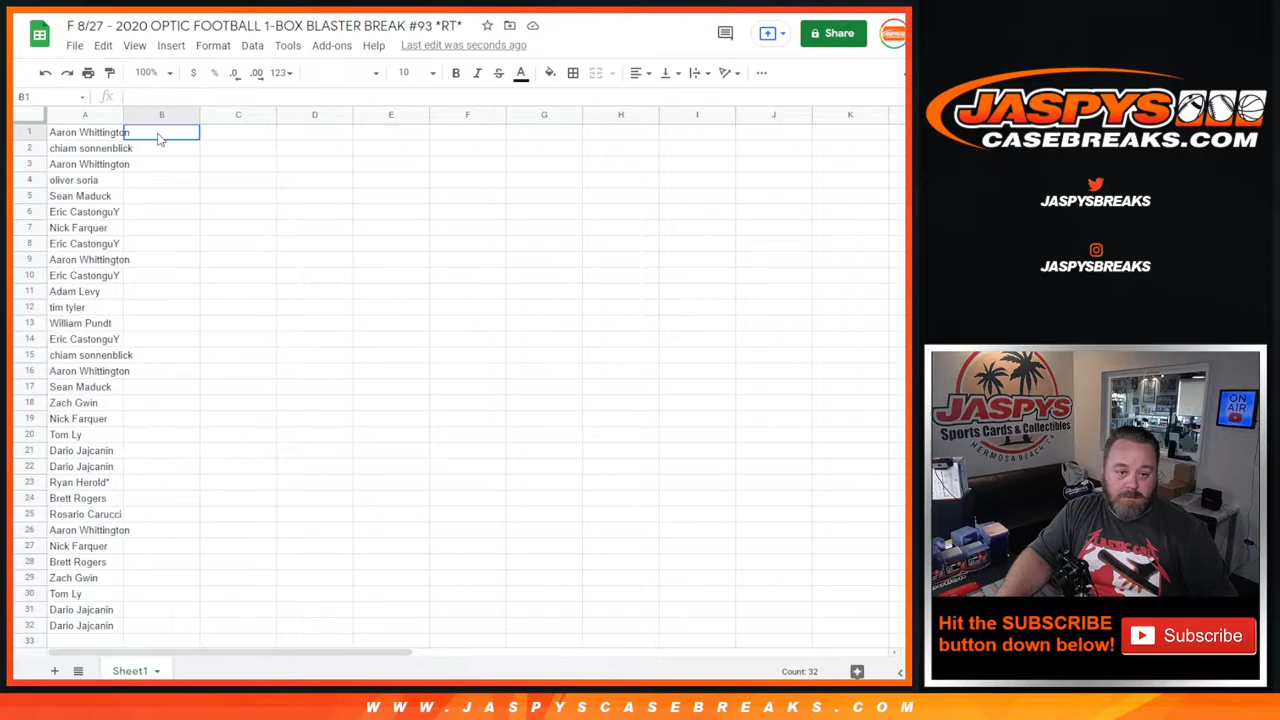 F 8/27 - 2020 OPTIC FOOTBALL 1-BOX BLASTER BREAK #93 *RT*
File Edit View Insert Format Data Tools Add-ons Help Last edit was seconds ago
Share
100% $ % .0 .00 123 10 B I S A
B1 fx
A B C D E F G H I J K
1 Aaron Whittington
2 chiam sonnenblick
3 Aaron Whittington
4 oliver soria
5 Sean Maduck
6 Eric CastonguY
7 Nick Farquer
8 Eric CastonguY
9 Aaron Whittington
10 Eric CastonguY
11 Adam Levy
12 tim tyler
13 William Pundt
14 Eric CastonguY
15 chiam sonnenblick
16 Aaron Whittington
17 Sean Maduck
18 Zach Gwin
19 Nick Farquer
20 Tom Ly
21 Dario Jajcanin
22 Dario Jajcanin
23 Ryan Herold*
24 Brett Rogers
25 Rosario Carucci
26 Aaron Whittington
27 Nick Farquer
28 Brett Rogers
29 Zach Gwin
30 Tom Ly
31 Dario Jajcanin
32 Dario Jajcanin
33
Sheet1
Count: 32
JASPYS
CASEBREAKS.COM
JASPYSBREAKS
JASPYSBREAKS
JASPYS
Sports Cards & Collectibles
HERMOSA BEACH, CA
ON AIR
Hit the SUBSCRIBE
button down below!
Subscribe
WWW.JASPYSCASEBREAKS.COM